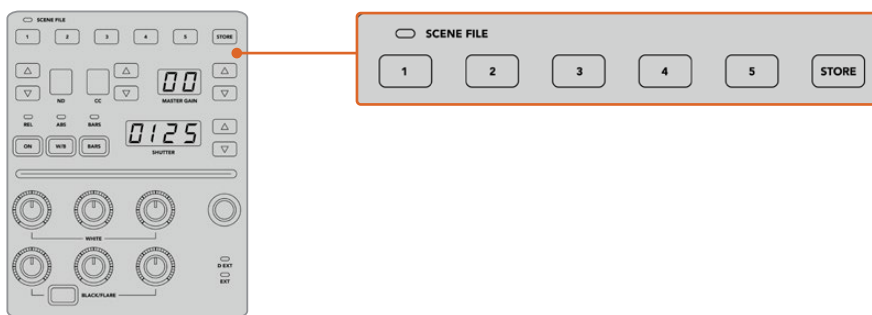 SCENE FILE
1 2 3 4 5 STORE
ND CC 00 MASTER GAIN
REL ABS BARS
ON W/B BARS 0125
SHUTTER
WHITE
D EXT
EXT
BLACK/FLARE
SCENE FILE
1 2 3 4 5 STORE